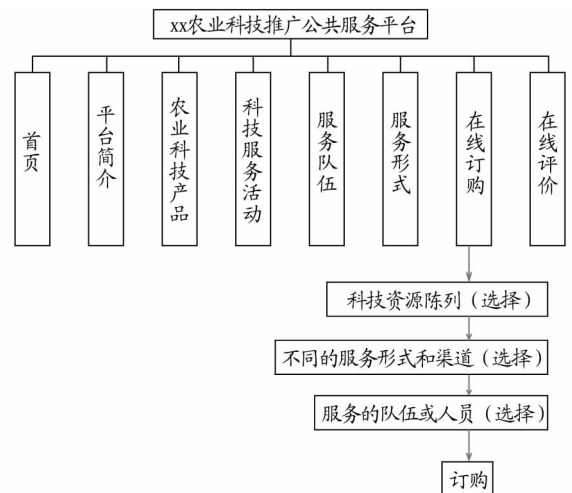 xx农业科技推广公共服务平台
首页
平台简介
农业科技产品
科技服务活动
服务队伍
服务形式
在线订购
在线评价
科技资源陈列（选择）
不同的服务形式和渠道（选择）
服务的队伍或人员（选择）
订购